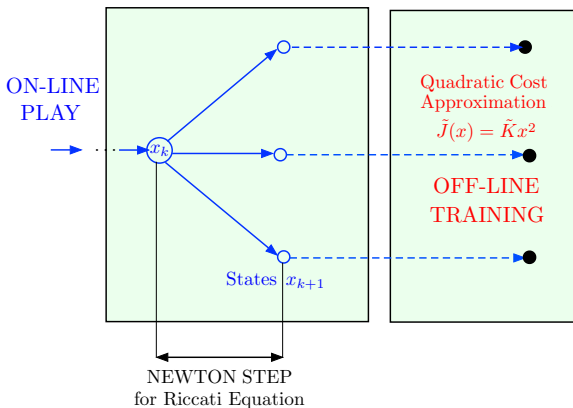 ON-LINE
PLAY
x_k
States x_{k+1}
NEWTON STEP
for Riccati Equation
Quadratic Cost
Approximation
J̃(x) = K̃x²
OFF-LINE
TRAINING